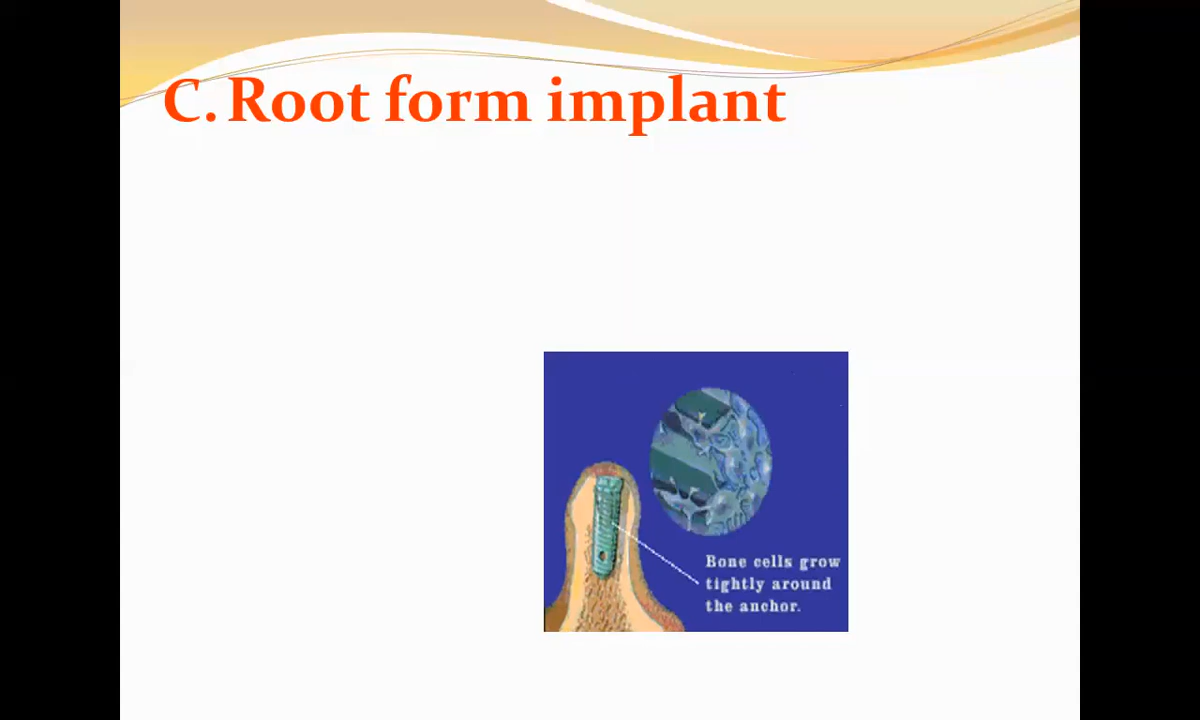 C. Root form implant
Bone cells grow
tightly around
the anchor.